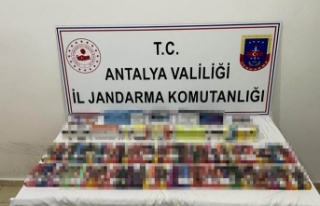 T.C.
ANTALYA VALİLİĞİ
İL JANDARMA KOMUTANLIĞI